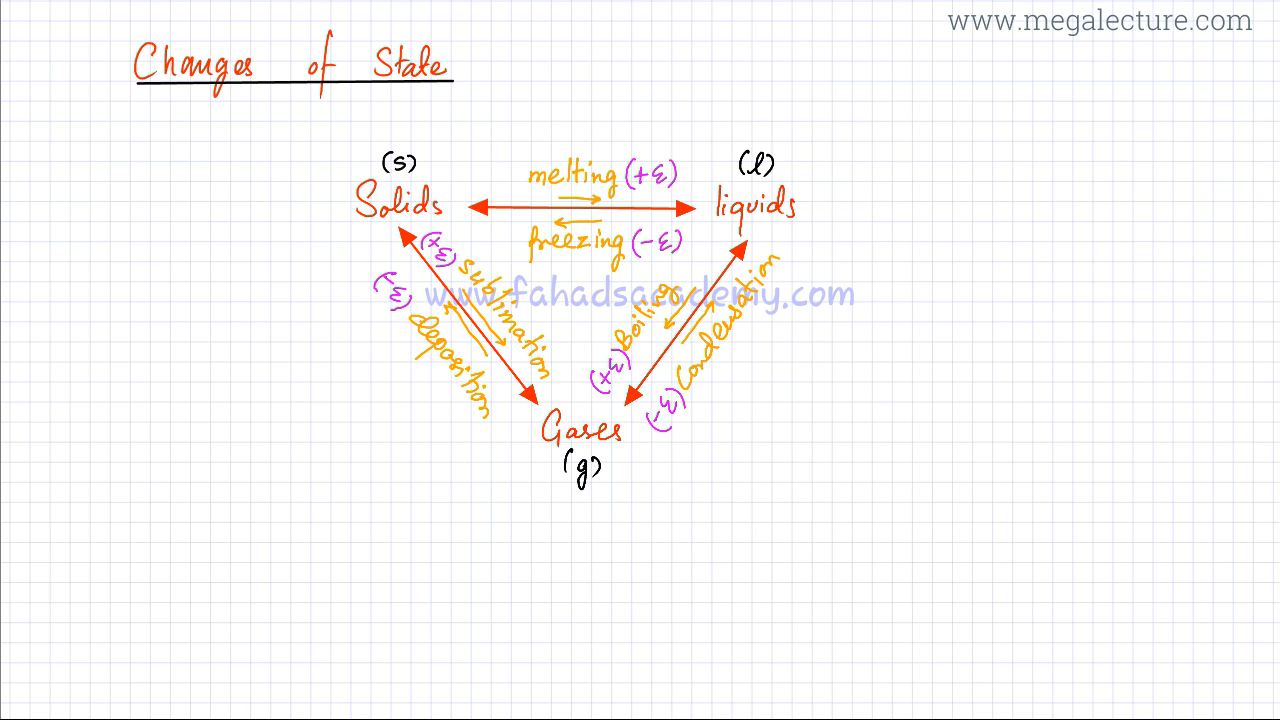 www.megalecture.com
Changes of State
(s)
(l)
melting (+ε)
Solids
liquids
freezing (-ε)
(+ε) sublimation
(-ε) deposition
www.fahadsacademy.com
(+ε) Boiling
(-ε) Condensation
Gases
(g)